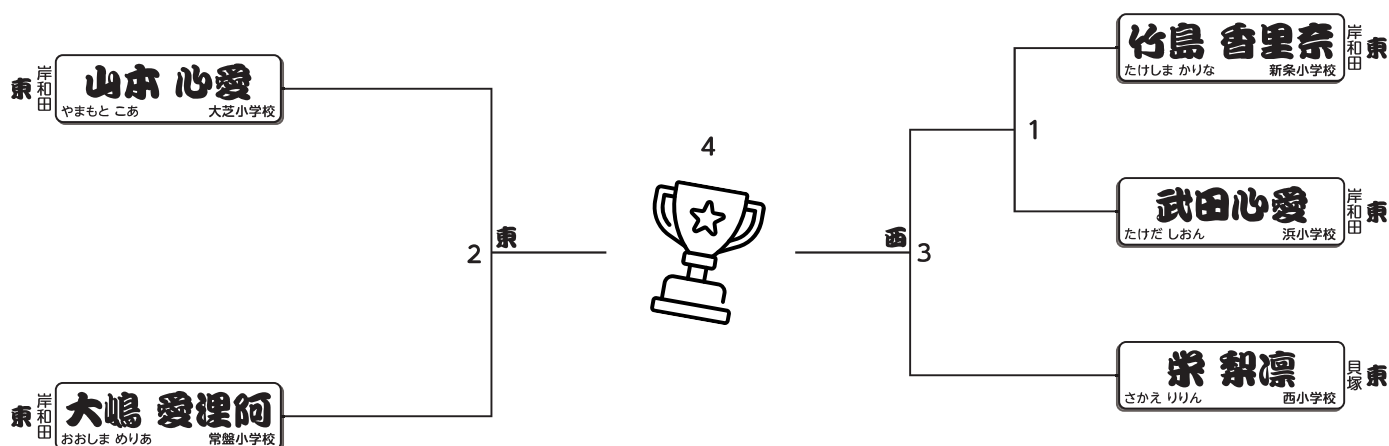 東
岸和田
山本 心愛
やまもと こあ
大芝小学校
東
岸和田
大嶋 愛浬阿
おおしま めりあ
常盤小学校
2
東
4
西
3
1
竹島 香里奈
たけしま かりな
新条小学校
岸和田
東
武田心愛
たけだ しおん
浜小学校
岸和田
東
栄 梨凛
さかえ りりん
西小学校
貝塚
東